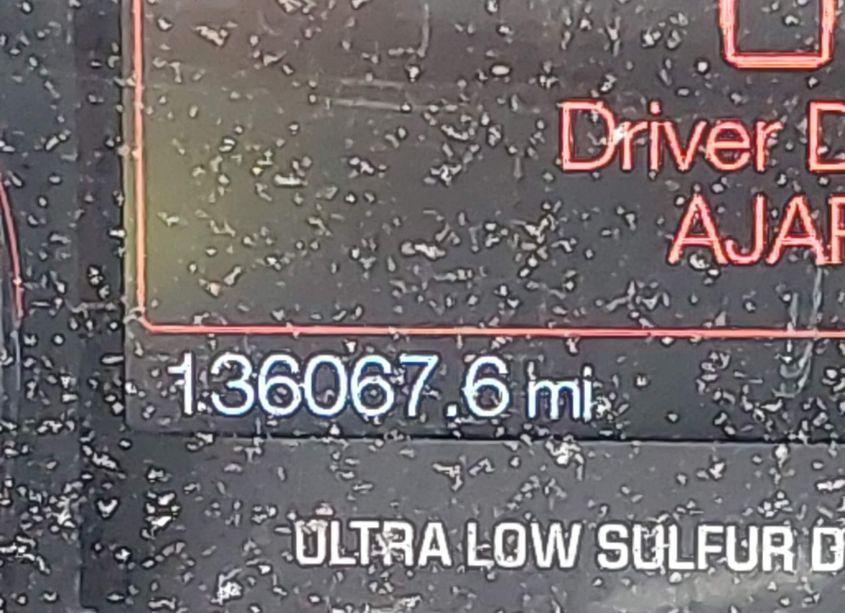 Driver D
AJAR
136067.6 mi
ULTRA LOW SULFUR D